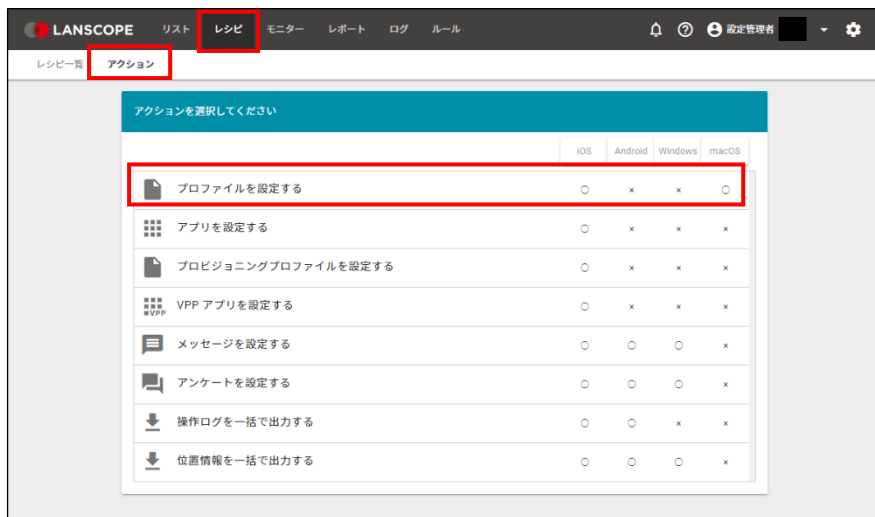 LANSCOPE リスト レシピ モニター レポート ログ ルール 設定管理者
レシピ一覧 アクション
アクションを選択してください
iOS Android Windows macOS
プロファイルを設定する ○ × × ○
アプリを設定する ○ × × ×
プロビジョニングプロファイルを設定する ○ × × ×
VPP VPP アプリを設定する ○ × × ×
メッセージを設定する ○ ○ ○ ×
アンケートを設定する ○ ○ ○ ×
操作ログを一括で出力する ○ ○ × ×
位置情報を一括で出力する ○ ○ ○ ×